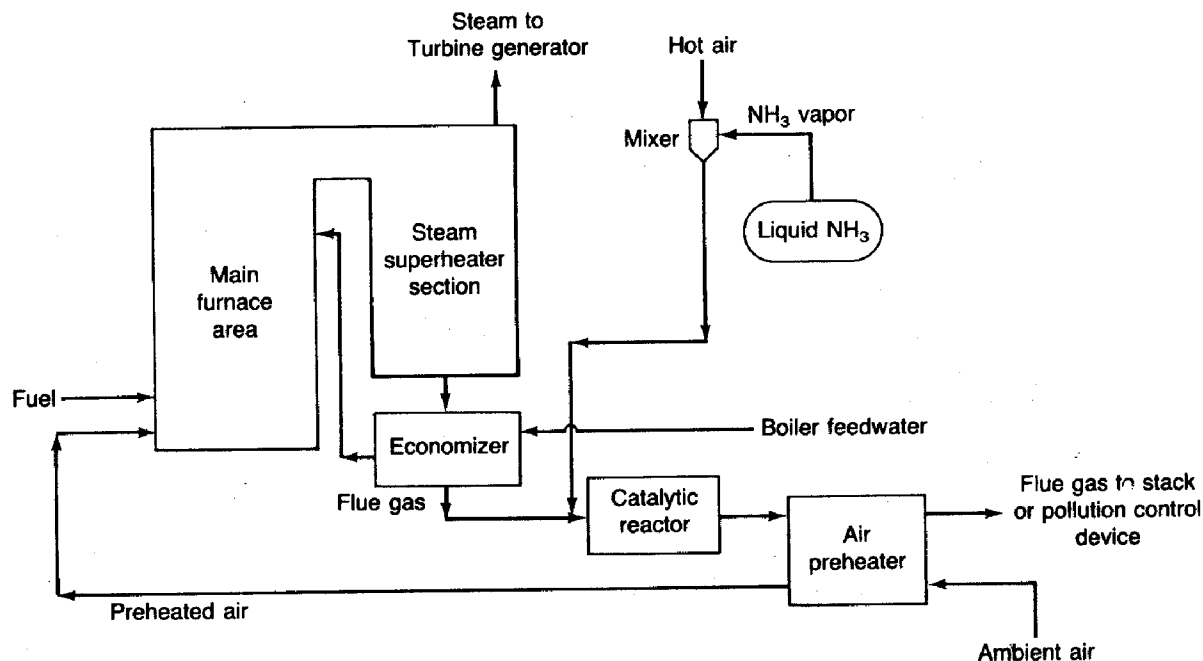 Steam to
Turbine generator
Hot air
NH₃ vapor
Mixer
Liquid NH₃
Steam
superheater
section
Main
furnace
area
Fuel
Economizer
Boiler feedwater
Flue gas
Catalytic
reactor
Flue gas to stack
or pollution control
device
Air
preheater
Preheated air
Ambient air